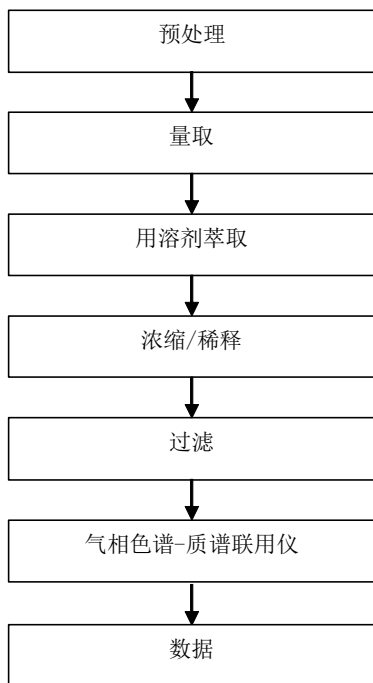 预处理
量取
用溶剂萃取
浓缩/稀释
过滤
气相色谱-质谱联用仪
数据